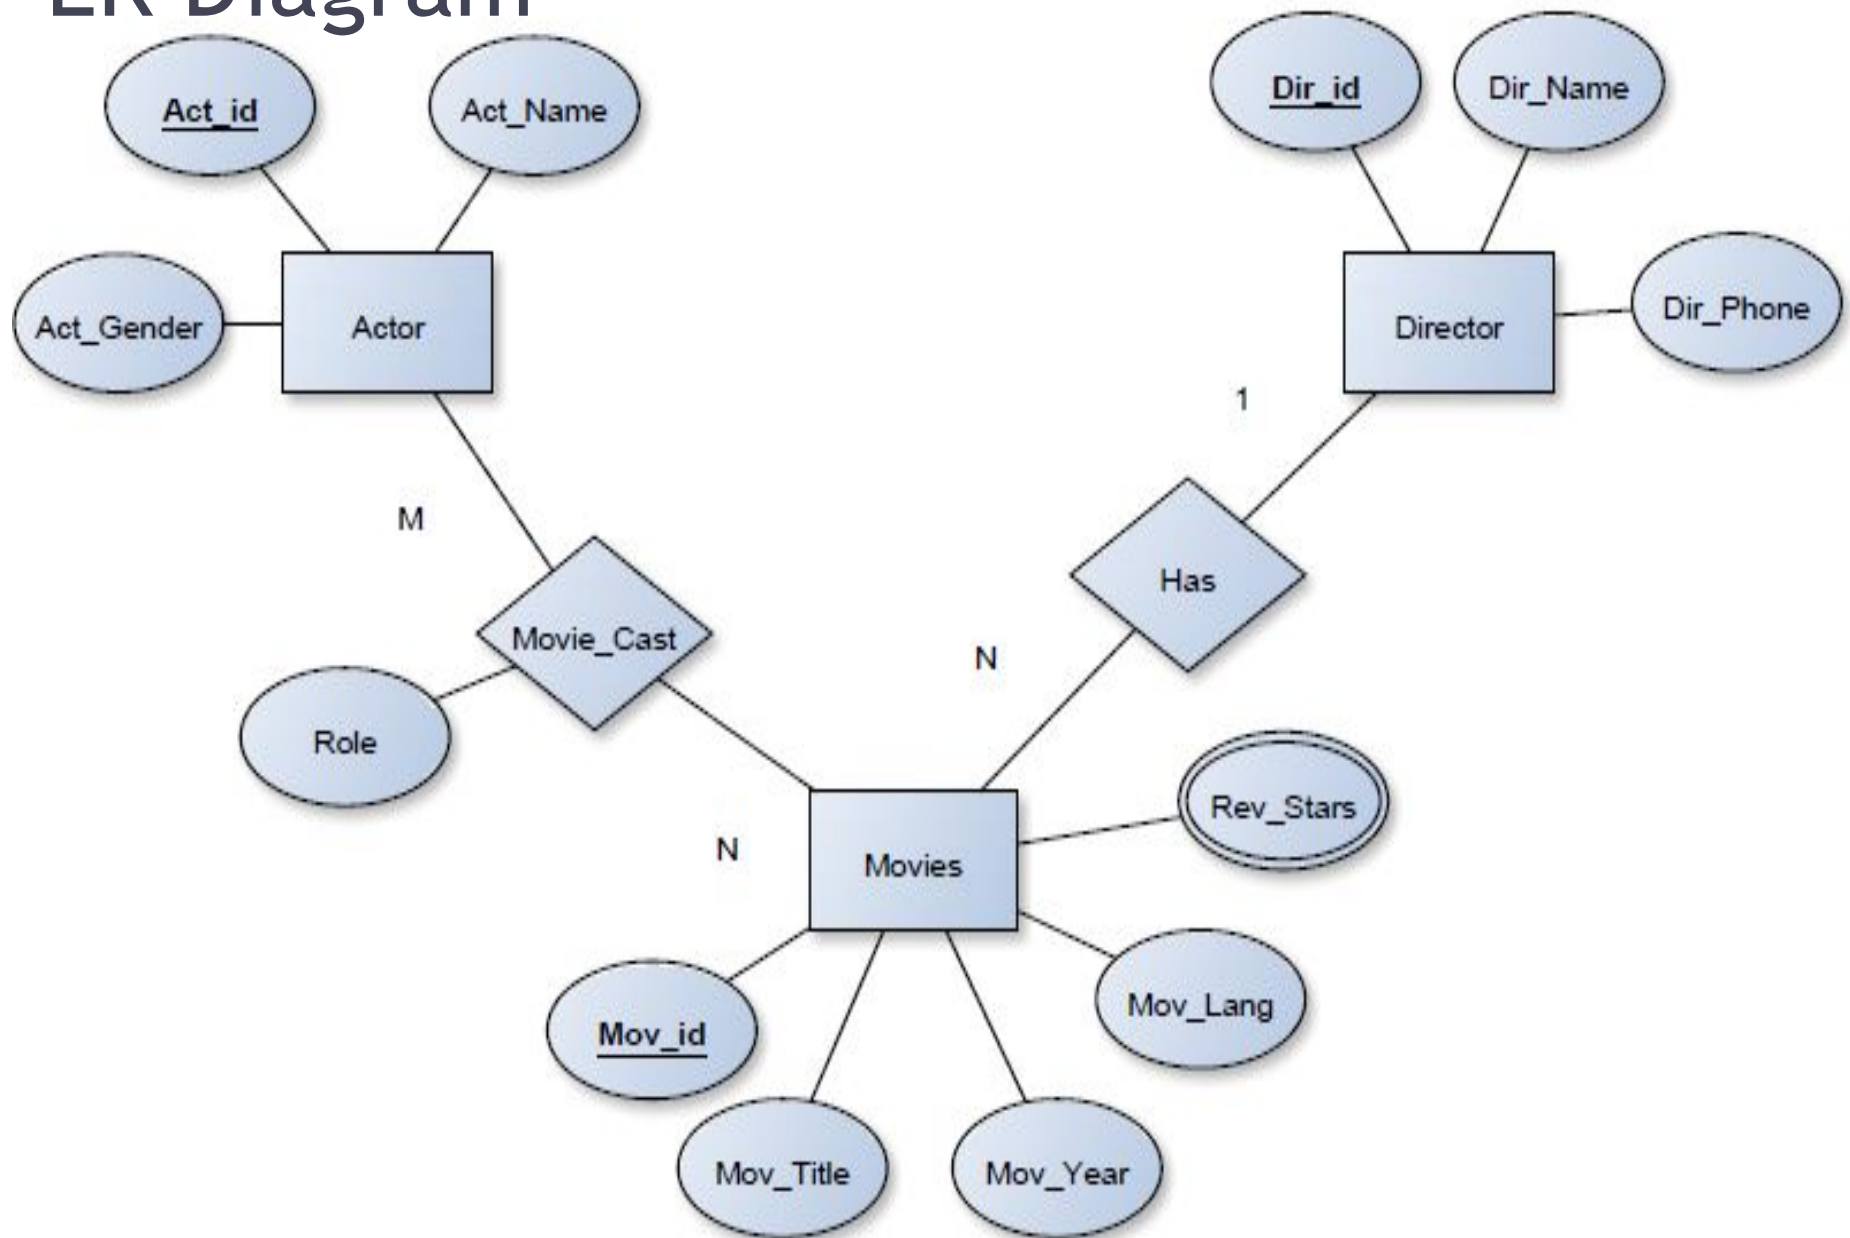 ER Diagram
Act_id
Act_Name
Dir_id
Dir_Name
Act_Gender
Actor
Director
Dir_Phone
1
M
Has
Movie_Cast
N
Role
Rev_Stars
N
Movies
Mov_Lang
Mov_id
Mov_Title
Mov_Year